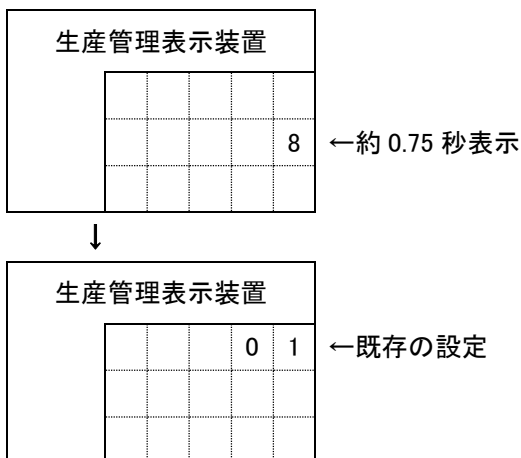 生産管理表示装置
8 ←約 0.75 秒表示
↓
生産管理表示装置
0 1 ←既存の設定